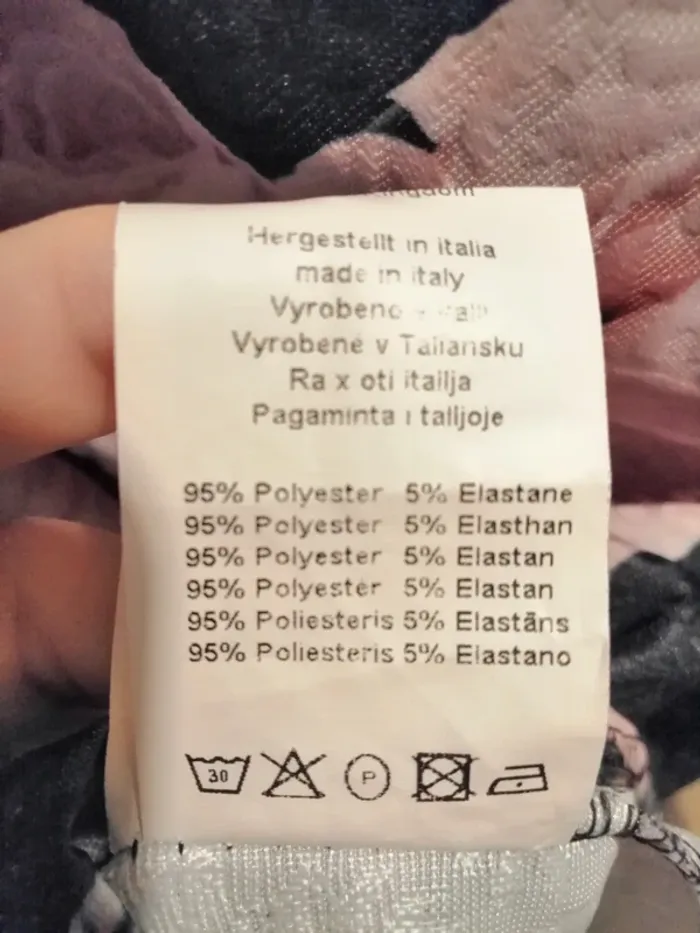 Hergestellt in italia
made in italy
Vyrobeno v
Vyrobené v Taliansku
Ra x oti itailja
Pagaminta i talljoje
95% Polyester 5% Elastane
95% Polyester 5% Elasthan
95% Polyester 5% Elastan
95% Polyester 5% Elastan
95% Poliesteris 5% Elastāns
95% Poliesteris 5% Elastano
30 P